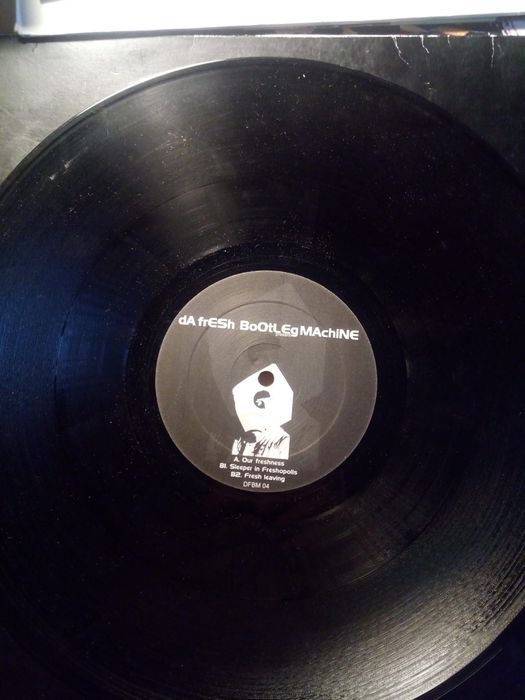 dA frESh BoOtLEg MAchiNE
A. Our freshness
B1. Sleeper in Freshopolis
B2. Fresh leaving
DFBM 04